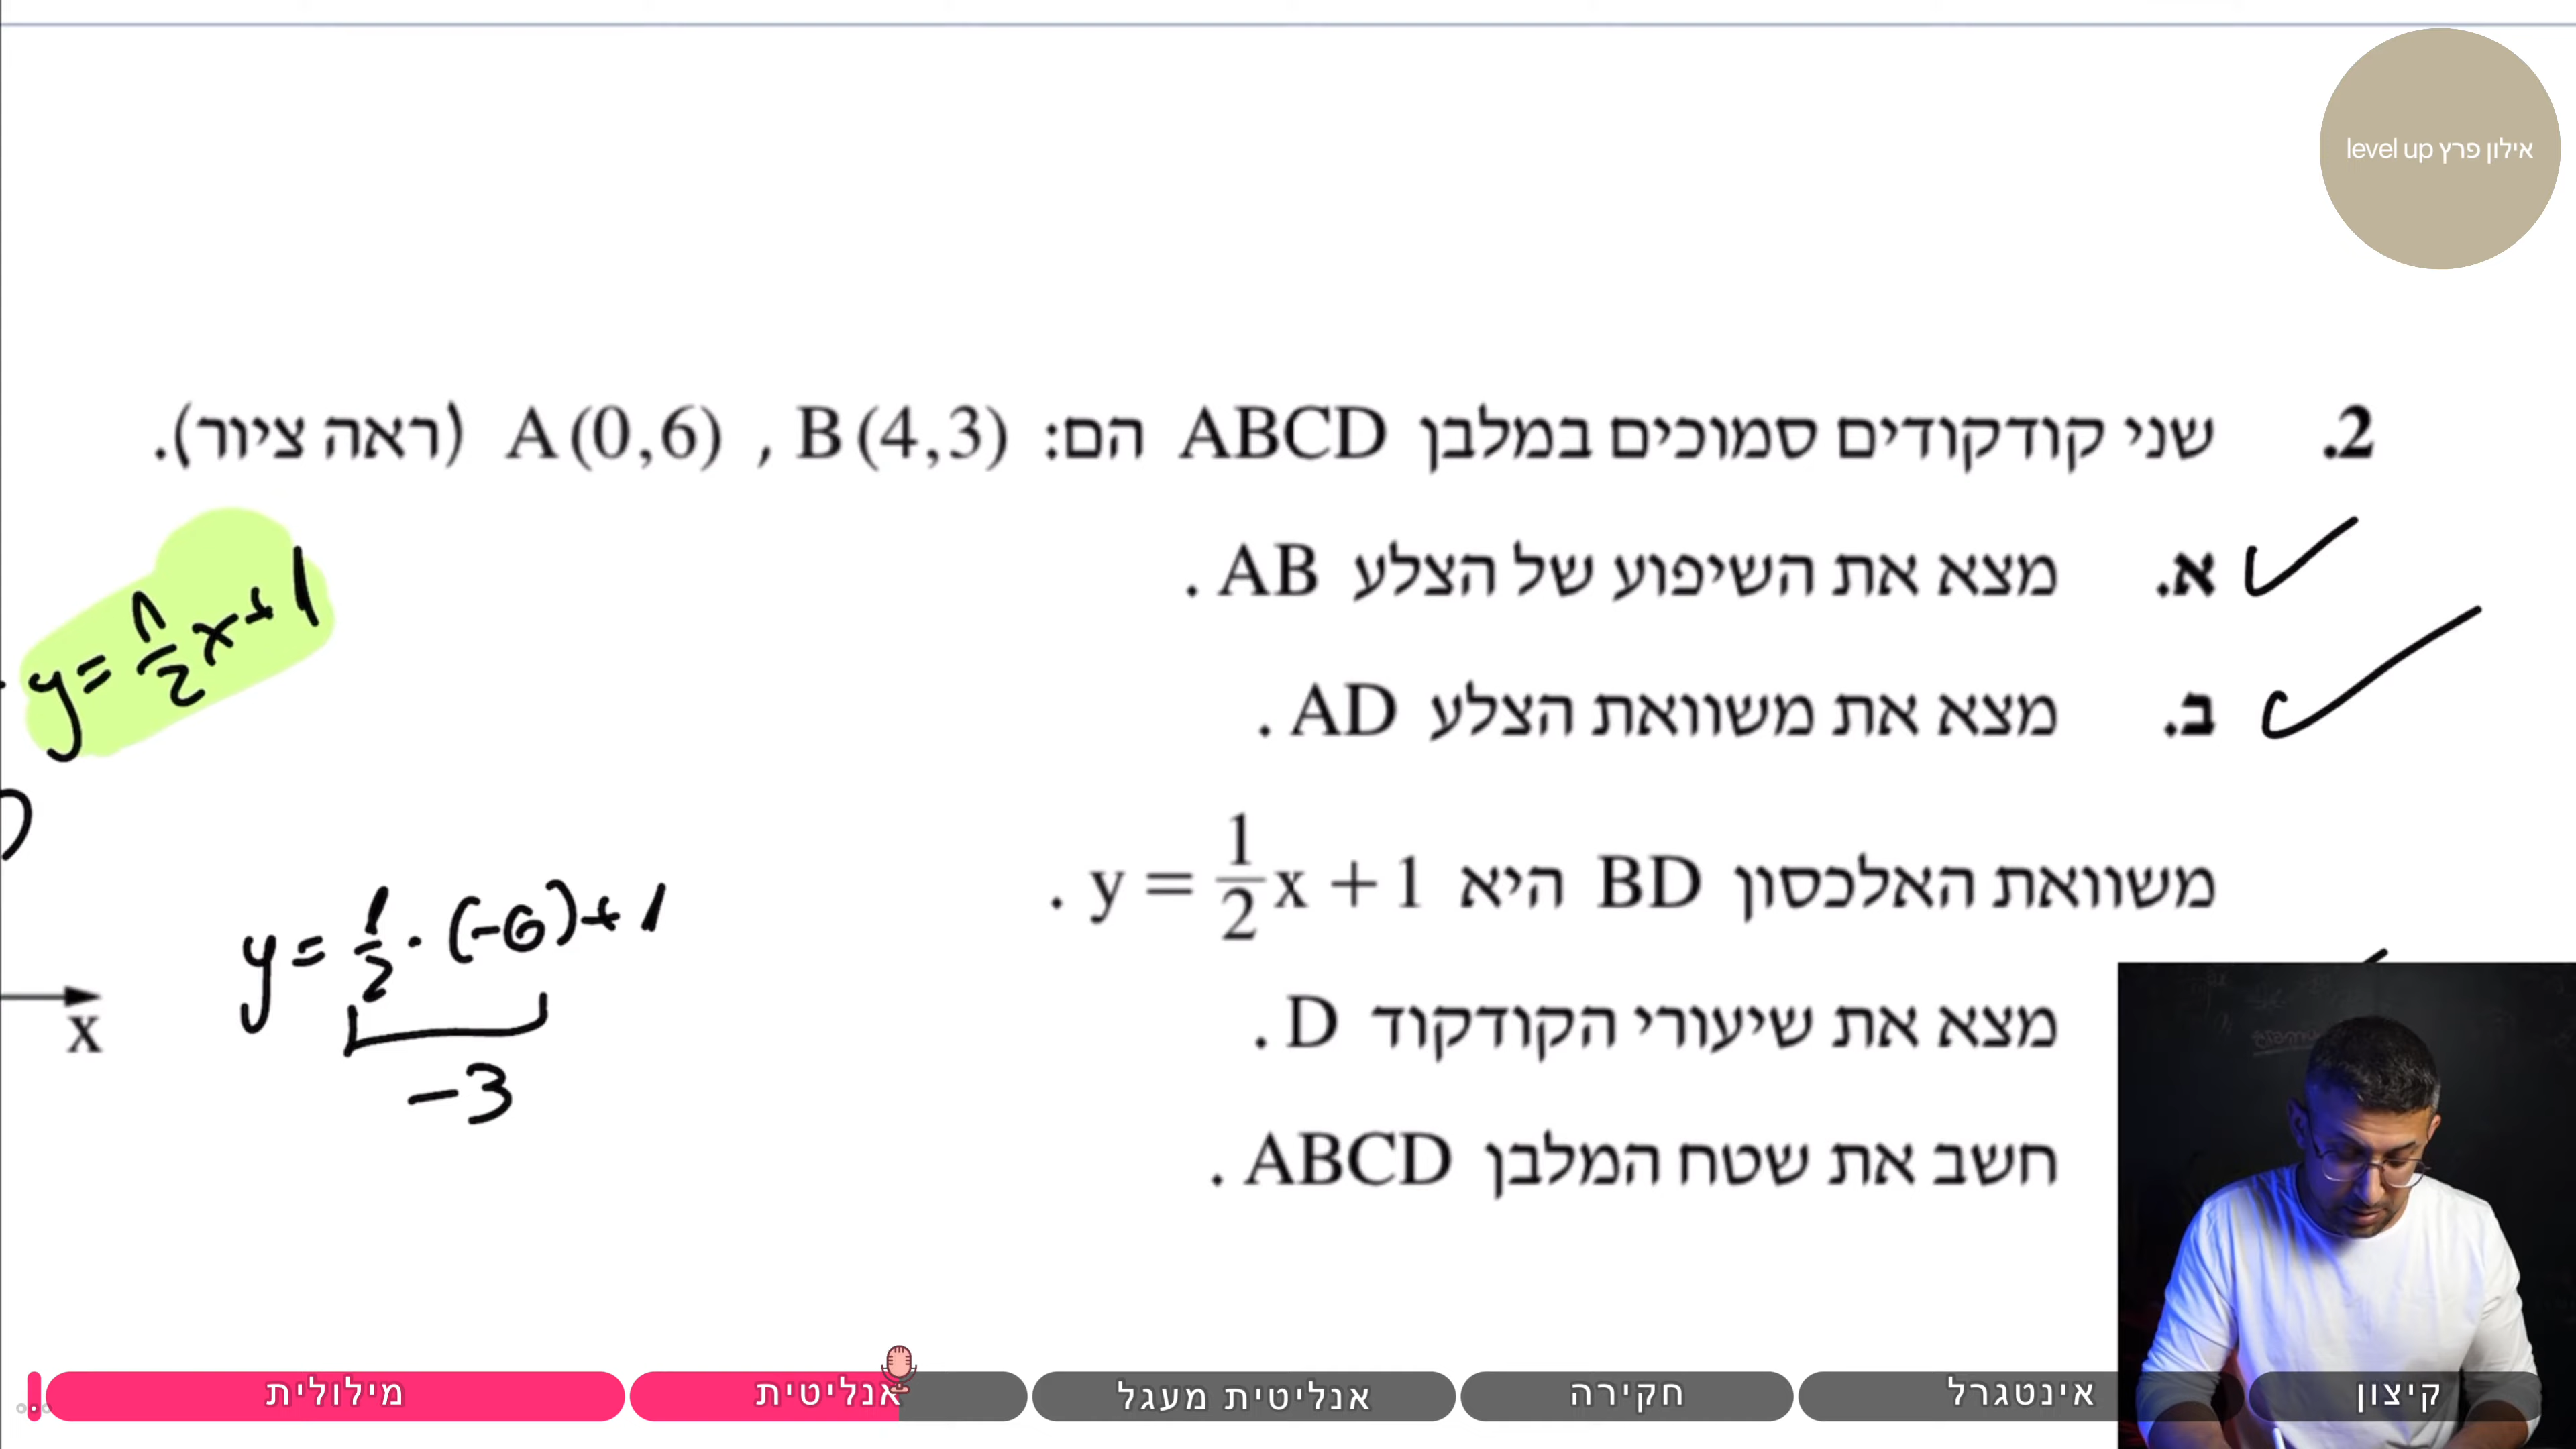 אילון פרץ level up
2. שני קודקודים סמוכים במלבן ABCD הם: A(0,6) , B(4,3) (ראה ציור).
א. מצא את השיפוע של הצלע AB .
ב. מצא את משוואת הצלע AD .
y = 1/2 x + 1
משוואת האלכסון BD היא y = 1/2 x + 1 .
y = 1/2 · (-6) + 1
-3
x
מצא את שיעורי הקודקוד D .
חשב את שטח המלבן ABCD .
מילולית אנליטית אנליטית מעגל חקירה אינטגרל קיצון